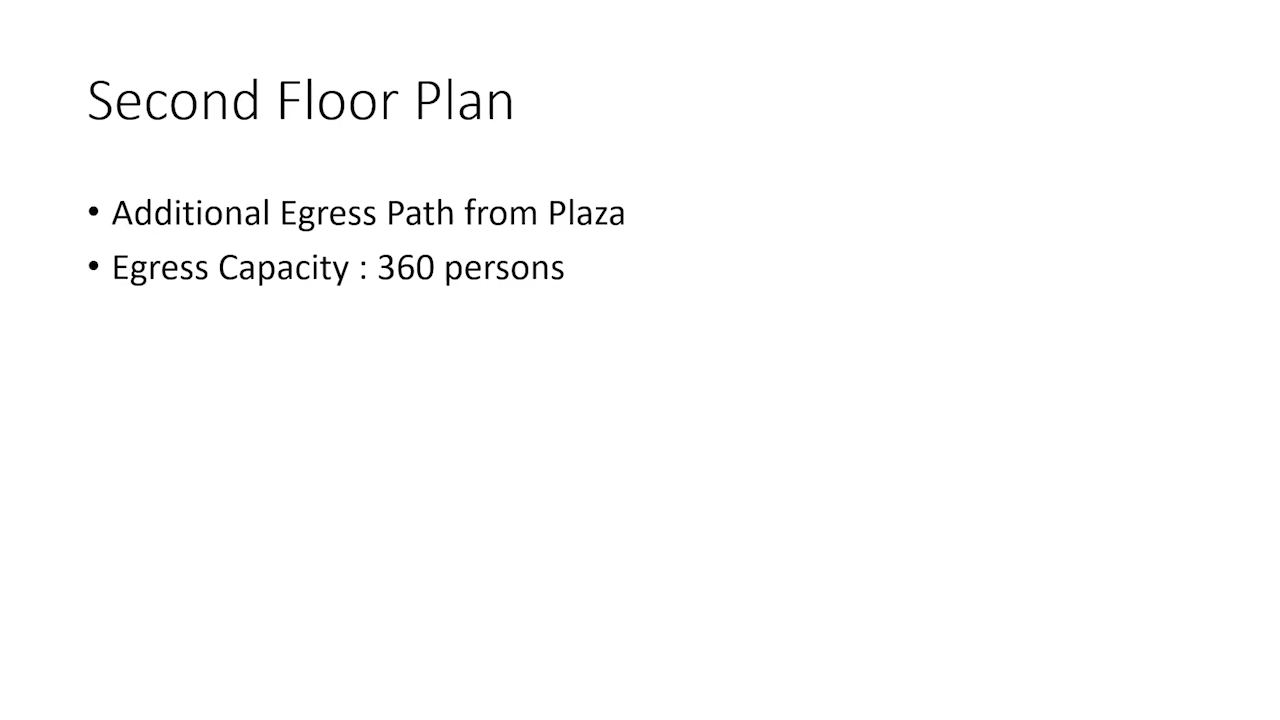 Second Floor Plan
• Additional Egress Path from Plaza
• Egress Capacity : 360 persons